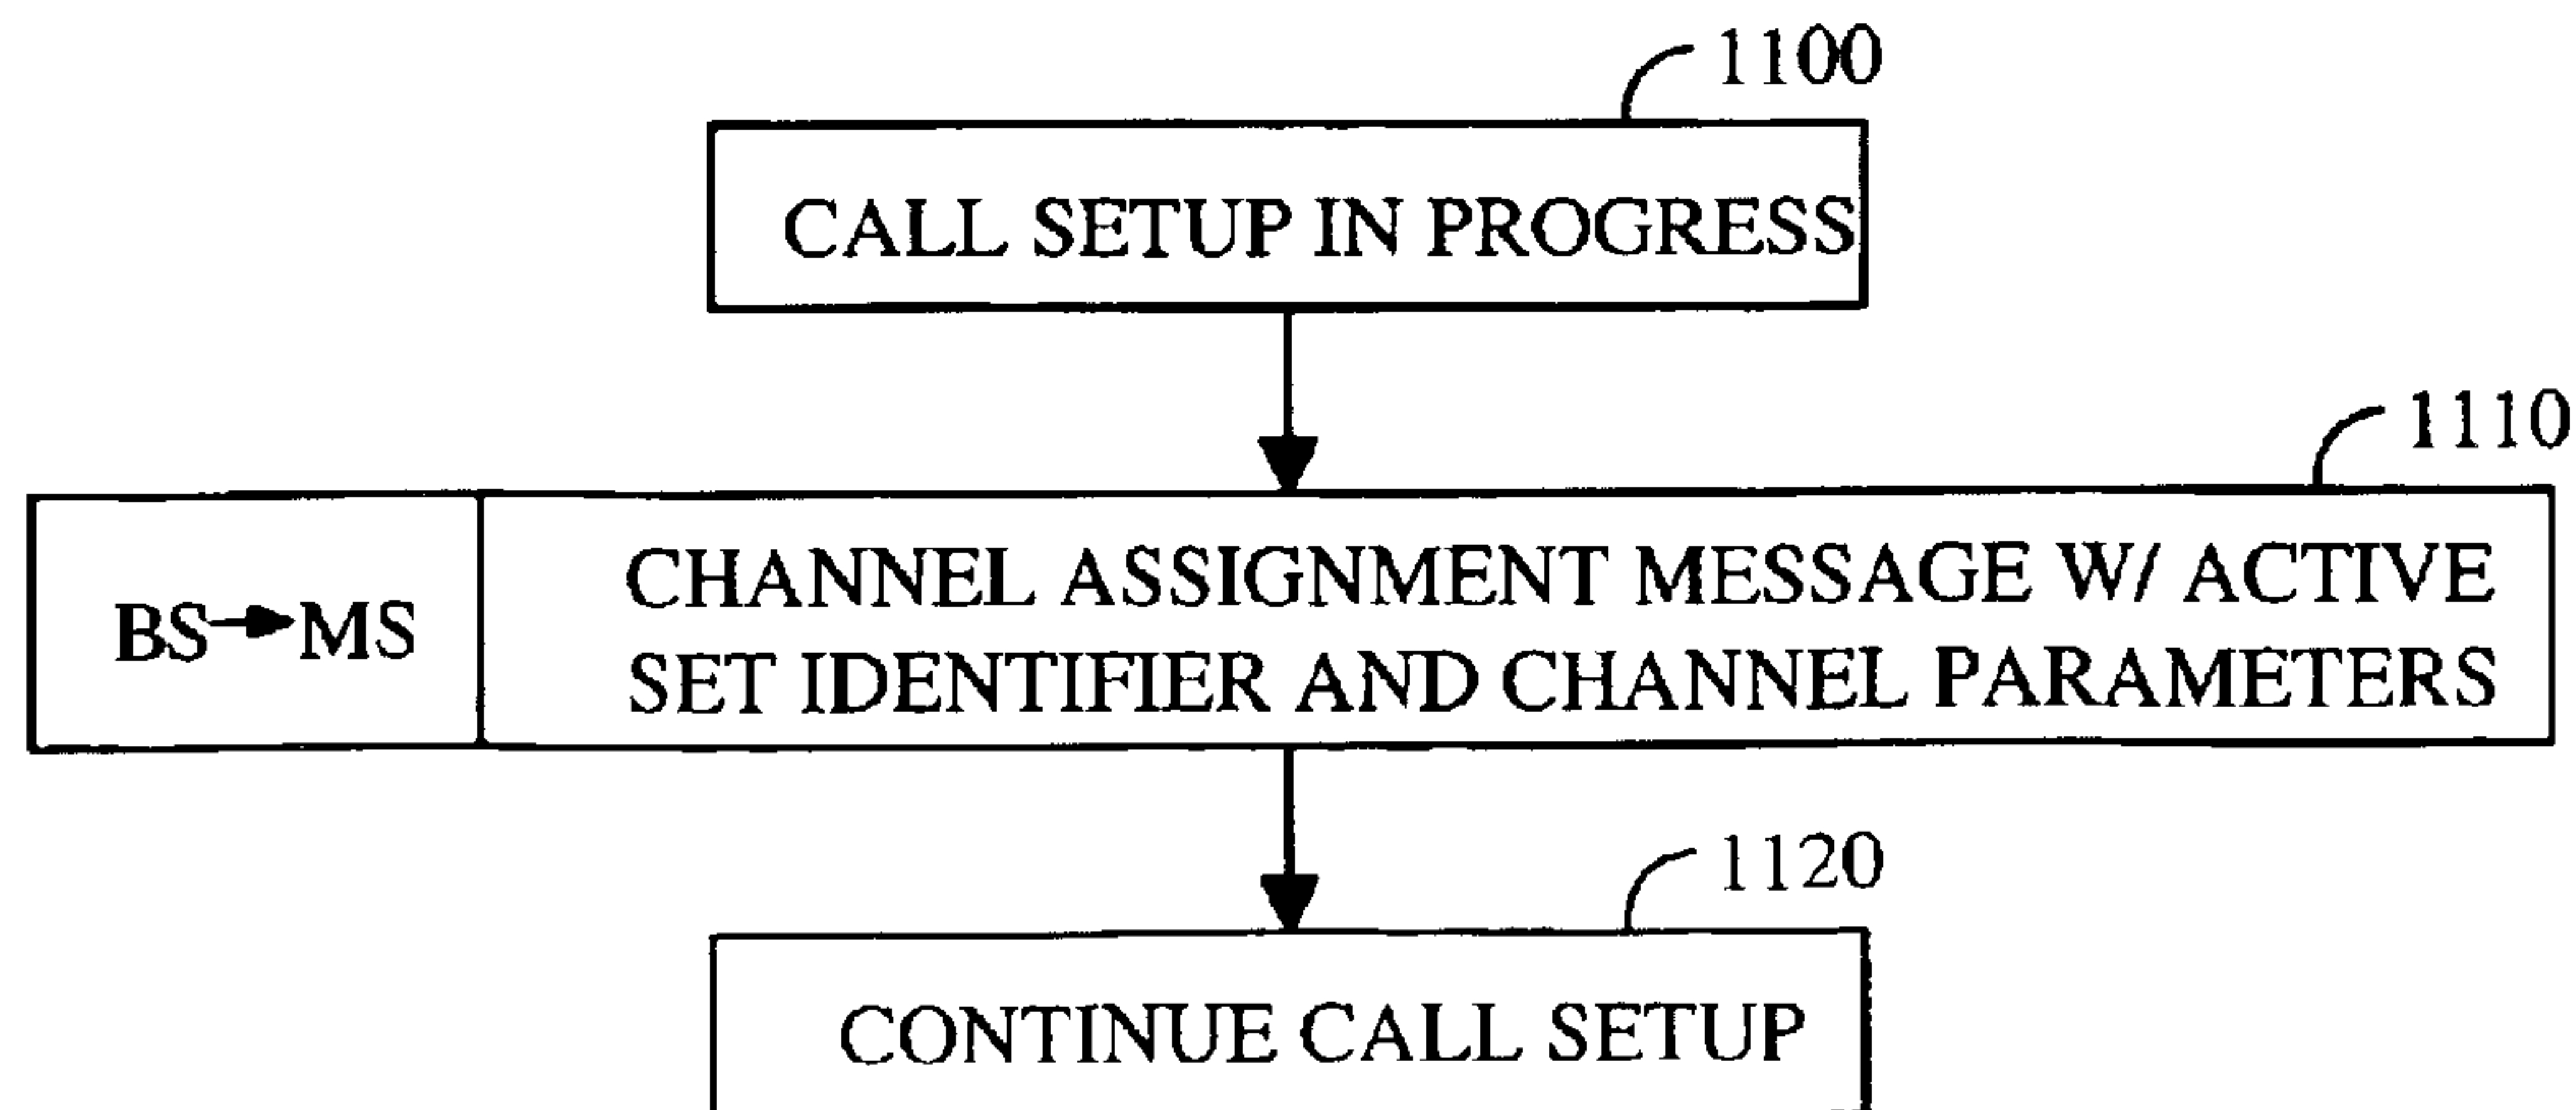 1100
CALL SETUP IN PROGRESS
1110
BS→MS
CHANNEL ASSIGNMENT MESSAGE W/ ACTIVE
SET IDENTIFIER AND CHANNEL PARAMETERS
1120
CONTINUE CALL SETUP